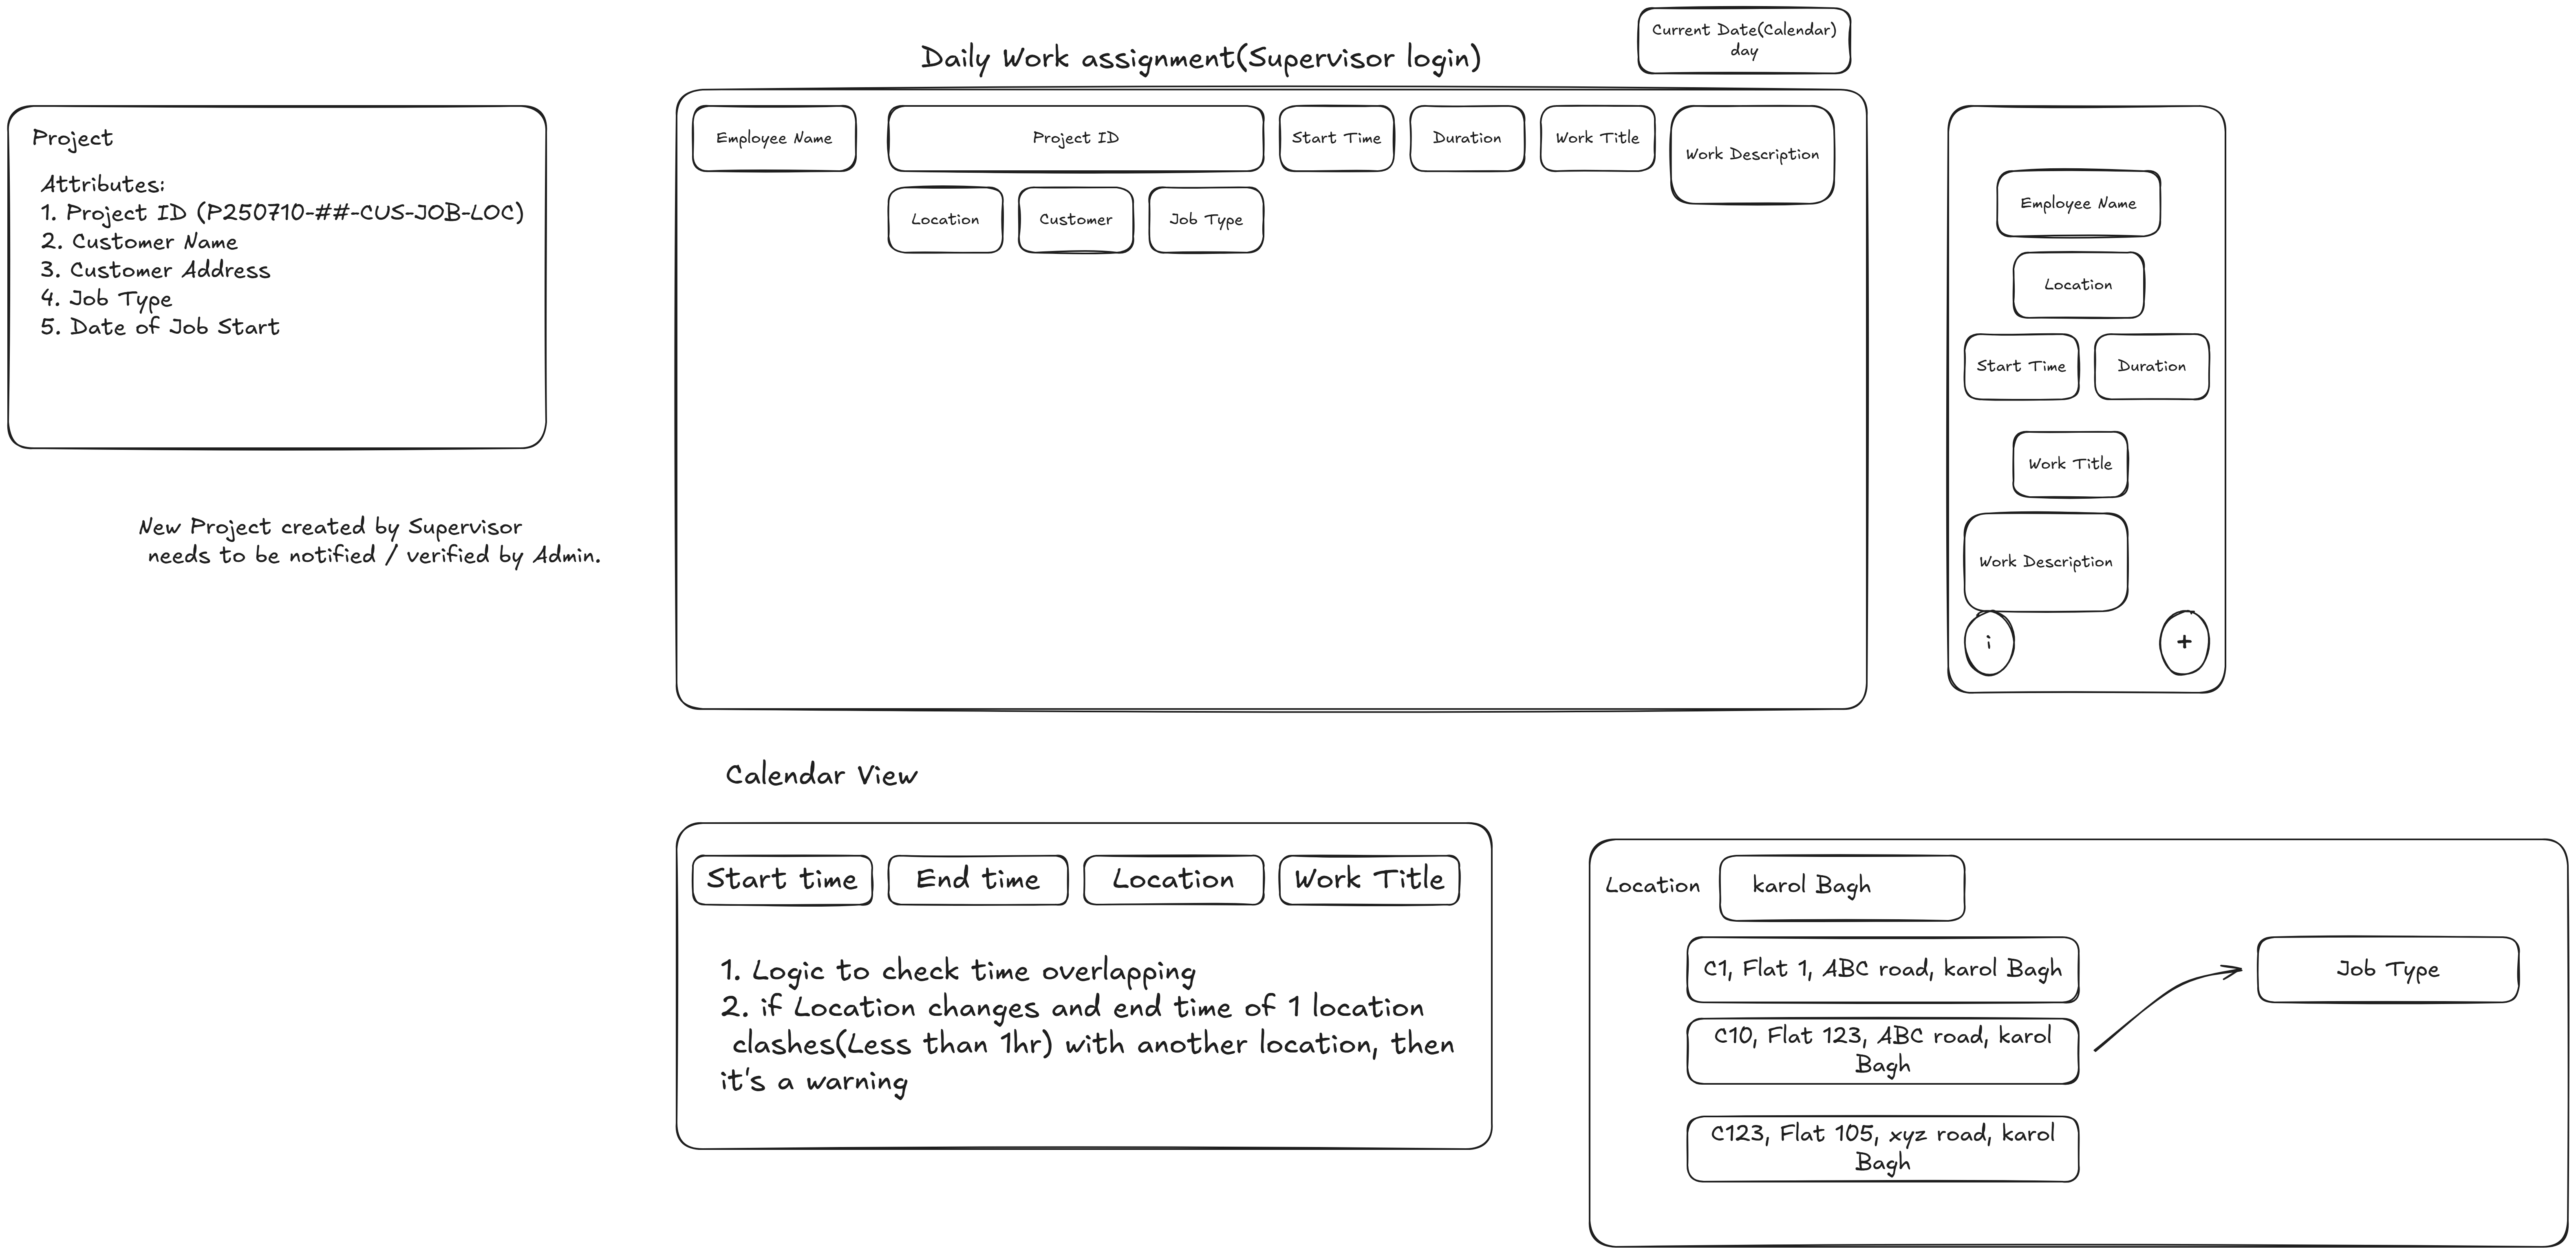 Current Date(Calendar)
day
Daily Work assignment(Supervisor login)
Project
Attributes:
1. Project ID (P250710-##-CUS-JOB-LOC)
2. Customer Name
3. Customer Address
4. Job Type
5. Date of Job Start
New Project created by Supervisor
needs to be notified / verified by Admin.
Employee Name
Project ID
Start Time
Duration
Work Title
Work Description
Location
Customer
Job Type
Employee Name
Location
Start Time
Duration
Work Title
Work Description
i
+
Calendar View
Start time
End time
Location
Work Title
1. Logic to check time overlapping
2. if Location changes and end time of 1 location
clashes(Less than 1hr) with another location, then
it's a warning
Location
karol Bagh
C1, Flat 1, ABC road, karol Bagh
C10, Flat 123, ABC road, karol
Bagh
C123, Flat 105, xyz road, karol
Bagh
Job Type